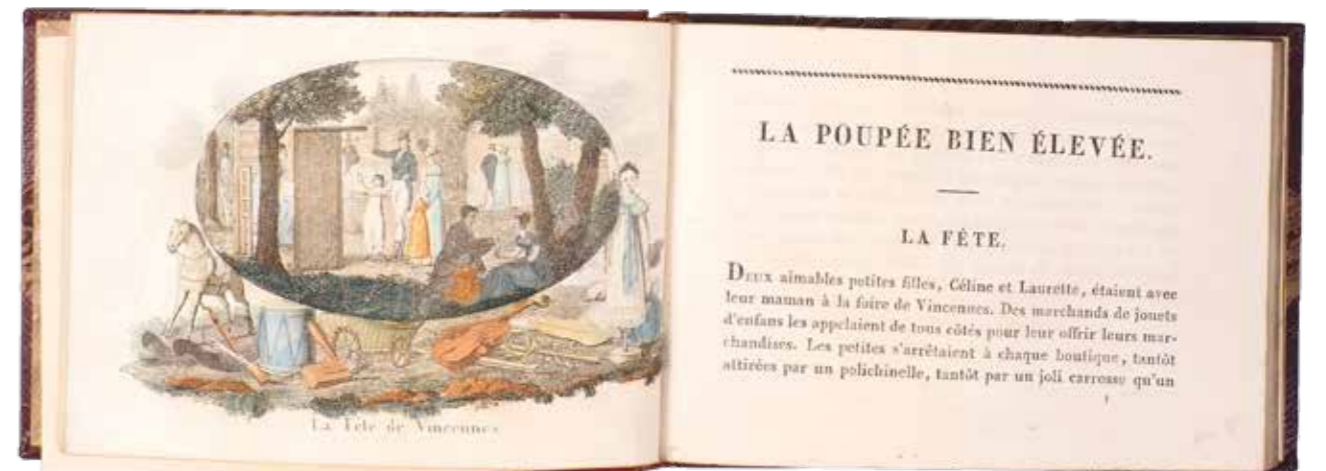 La Fête de Vincennes
LA POUPÉE BIEN ÉLEVÉE.
LA FÊTE.
DEUX aimables petites filles, Céline et Laurette, étaient avec
leur maman à la foire de Vincennes. Des marchands de jouets
d'enfans les appelaient de tous côtés pour leur offrir leurs mar-
chandises. Les petites s'arrêtaient à chaque boutique, tantôt
attirées par un polichinelle, tantôt par un joli carrosse qu'un
1